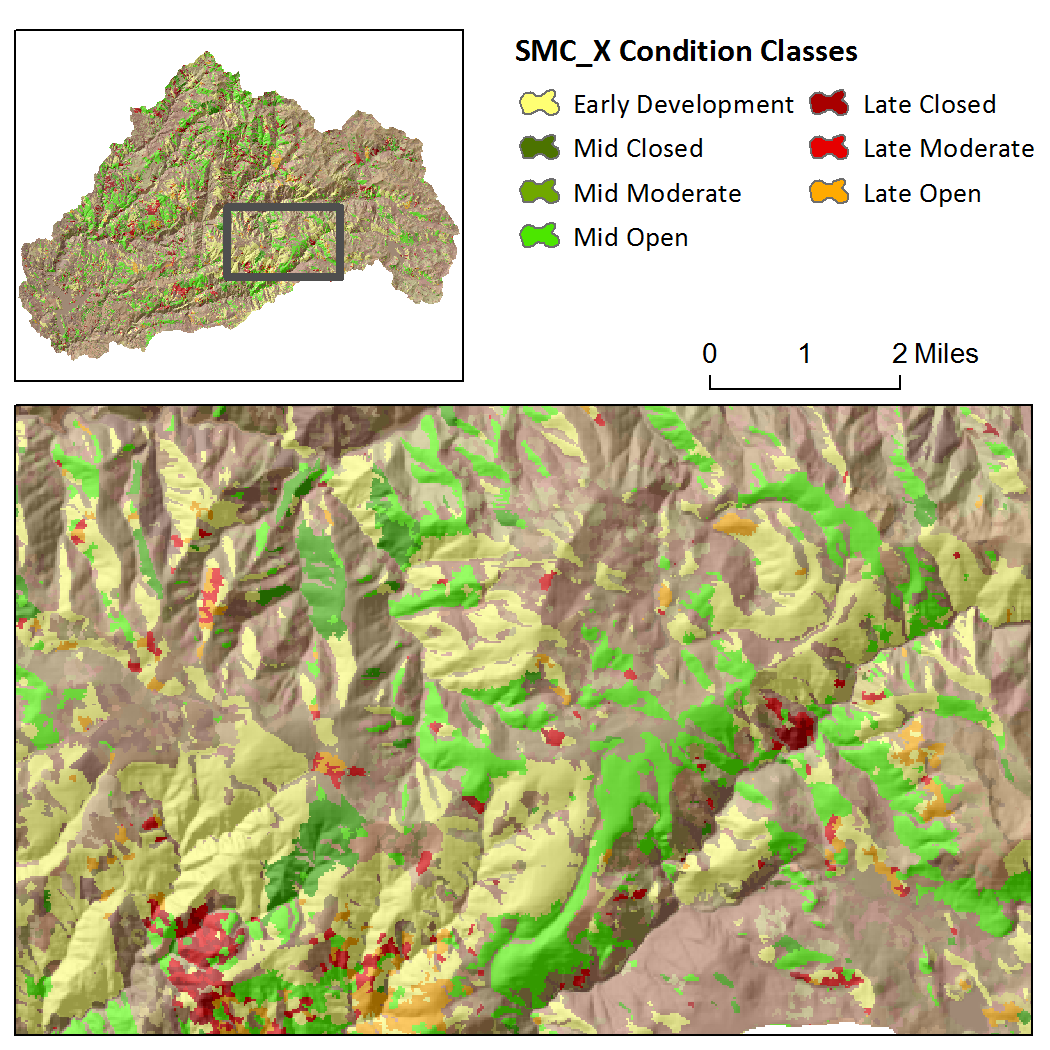 SMC_X Condition Classes
Early Development Late Closed
Mid Closed Late Moderate
Mid Moderate Late Open
Mid Open
0 1 2 Miles